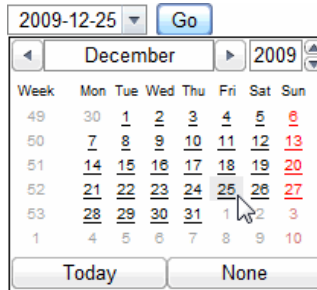 2009-12-25 Go
December 2009
Week Mon Tue Wed Thu Fri Sat Sun
49 30 1 2 3 4 5 6
50 7 8 9 10 11 12 13
51 14 15 16 17 18 19 20
52 21 22 23 24 25 26 27
53 28 29 30 31 1 2 3
1 4 5 6 7 8 9 10
Today None